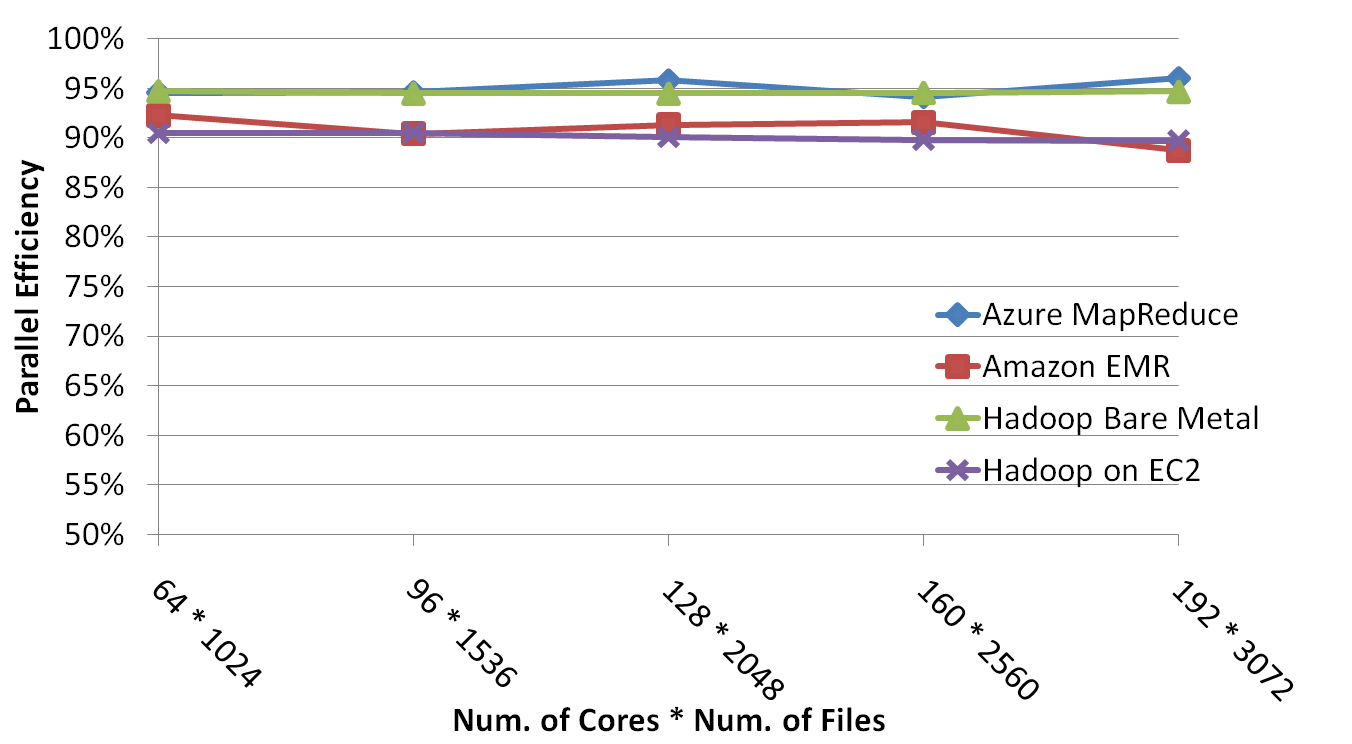 100%
95%
90%
85%
80%
75%
70%
65%
60%
55%
50%
Parallel Efficiency
Azure MapReduce
Amazon EMR
Hadoop Bare Metal
Hadoop on EC2
64 * 1024
96 * 1536
128 * 2048
160 * 2560
192 * 3072
Num. of Cores * Num. of Files